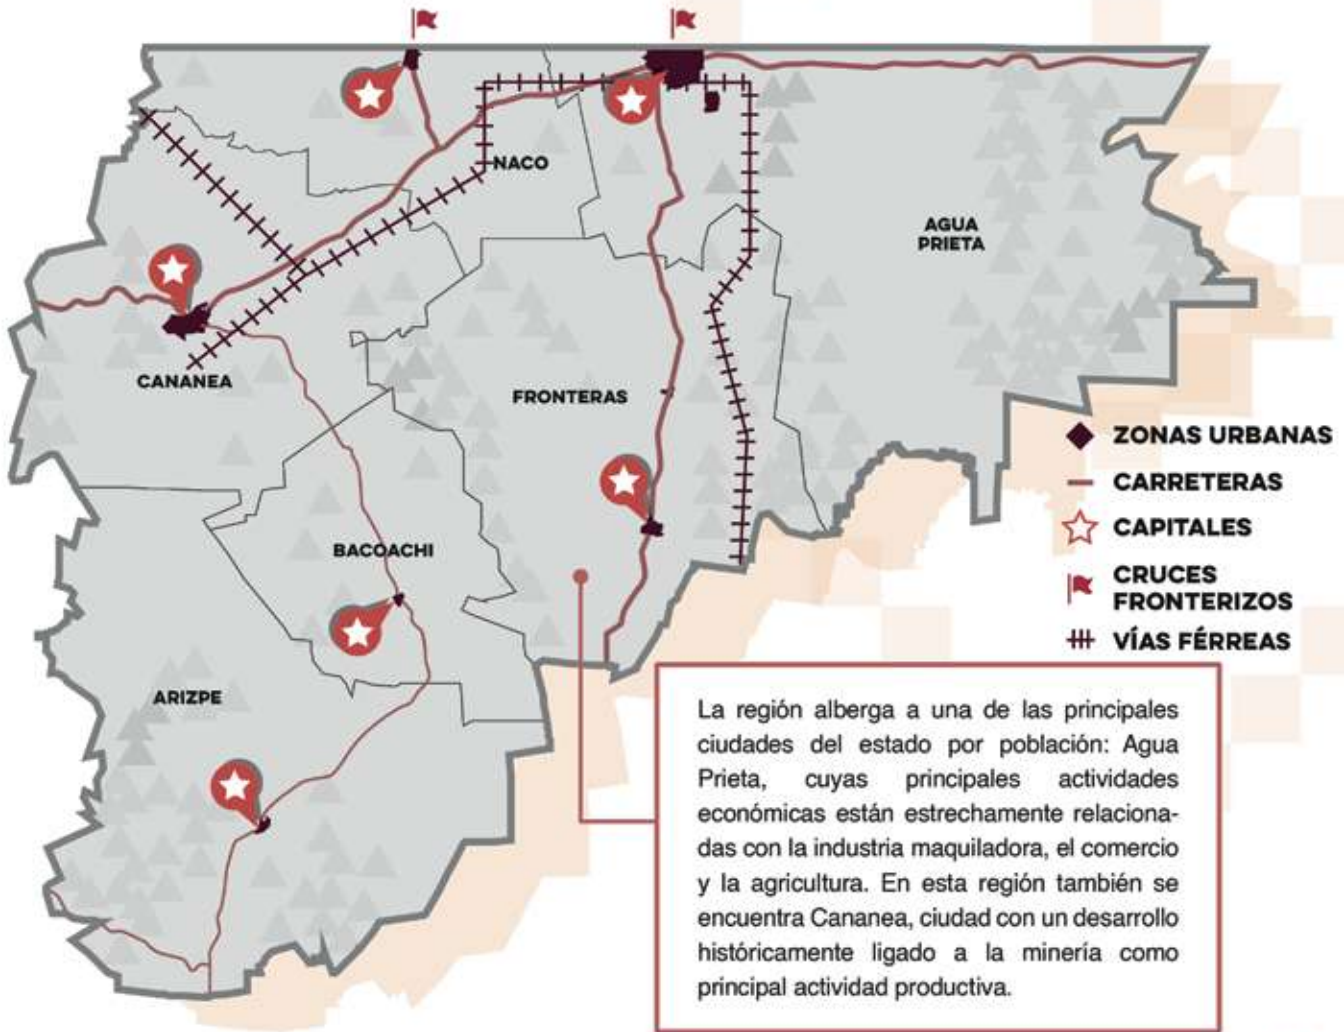 NACO
AGUA
PRIETA
CANANEA
FRONTERAS
BACOACHI
ARIZPE
ZONAS URBANAS
CARRETERAS
CAPITALES
CRUCES
FRONTERIZOS
VÍAS FÉRREAS
La región alberga a una de las principales
ciudades del estado por población: Agua
Prieta, cuyas principales actividades
económicas están estrechamente relaciona-
das con la industria maquiladora, el comercio
y la agricultura. En esta región también se
encuentra Cananea, ciudad con un desarrollo
históricamente ligado a la minería como
principal actividad productiva.